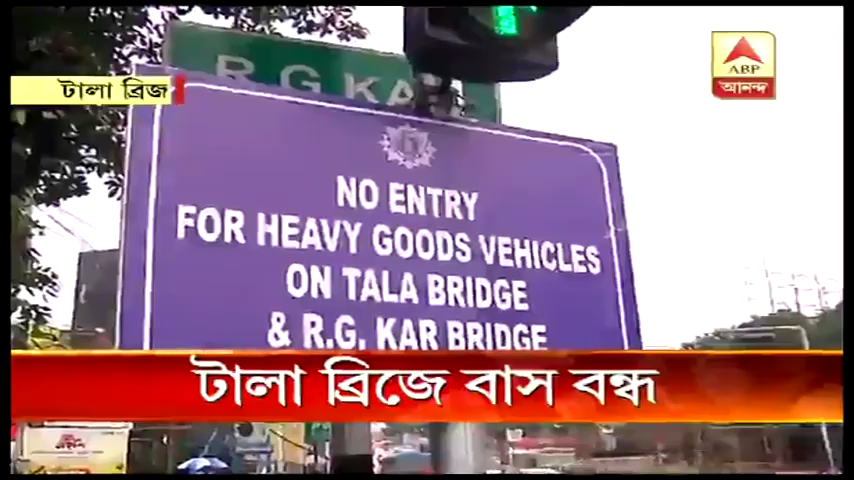 R G KA
ABP
আনন্দ
টালা ব্রিজ
NO ENTRY
FOR HEAVY GOODS VEHICLES
ON TALA BRIDGE
& R.G. KAR BRIDGE
টালা ব্রিজে বাস বন্ধ